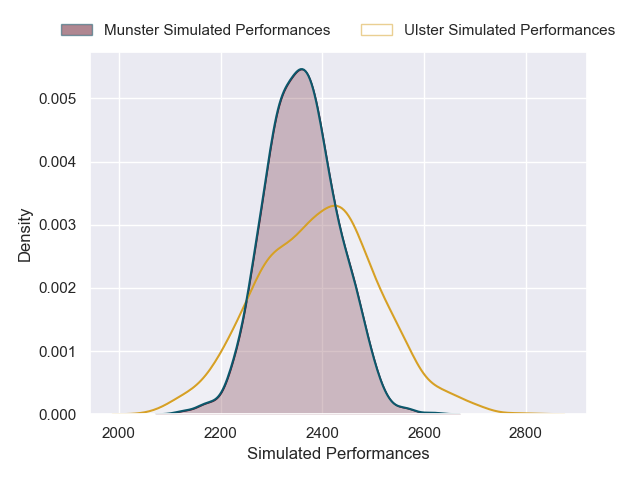 Munster Simulated Performances Ulster Simulated Performances
0.005
0.004
0.003
0.002
0.001
0.000
Density
2000 2200 2400 2600 2800
Simulated Performances